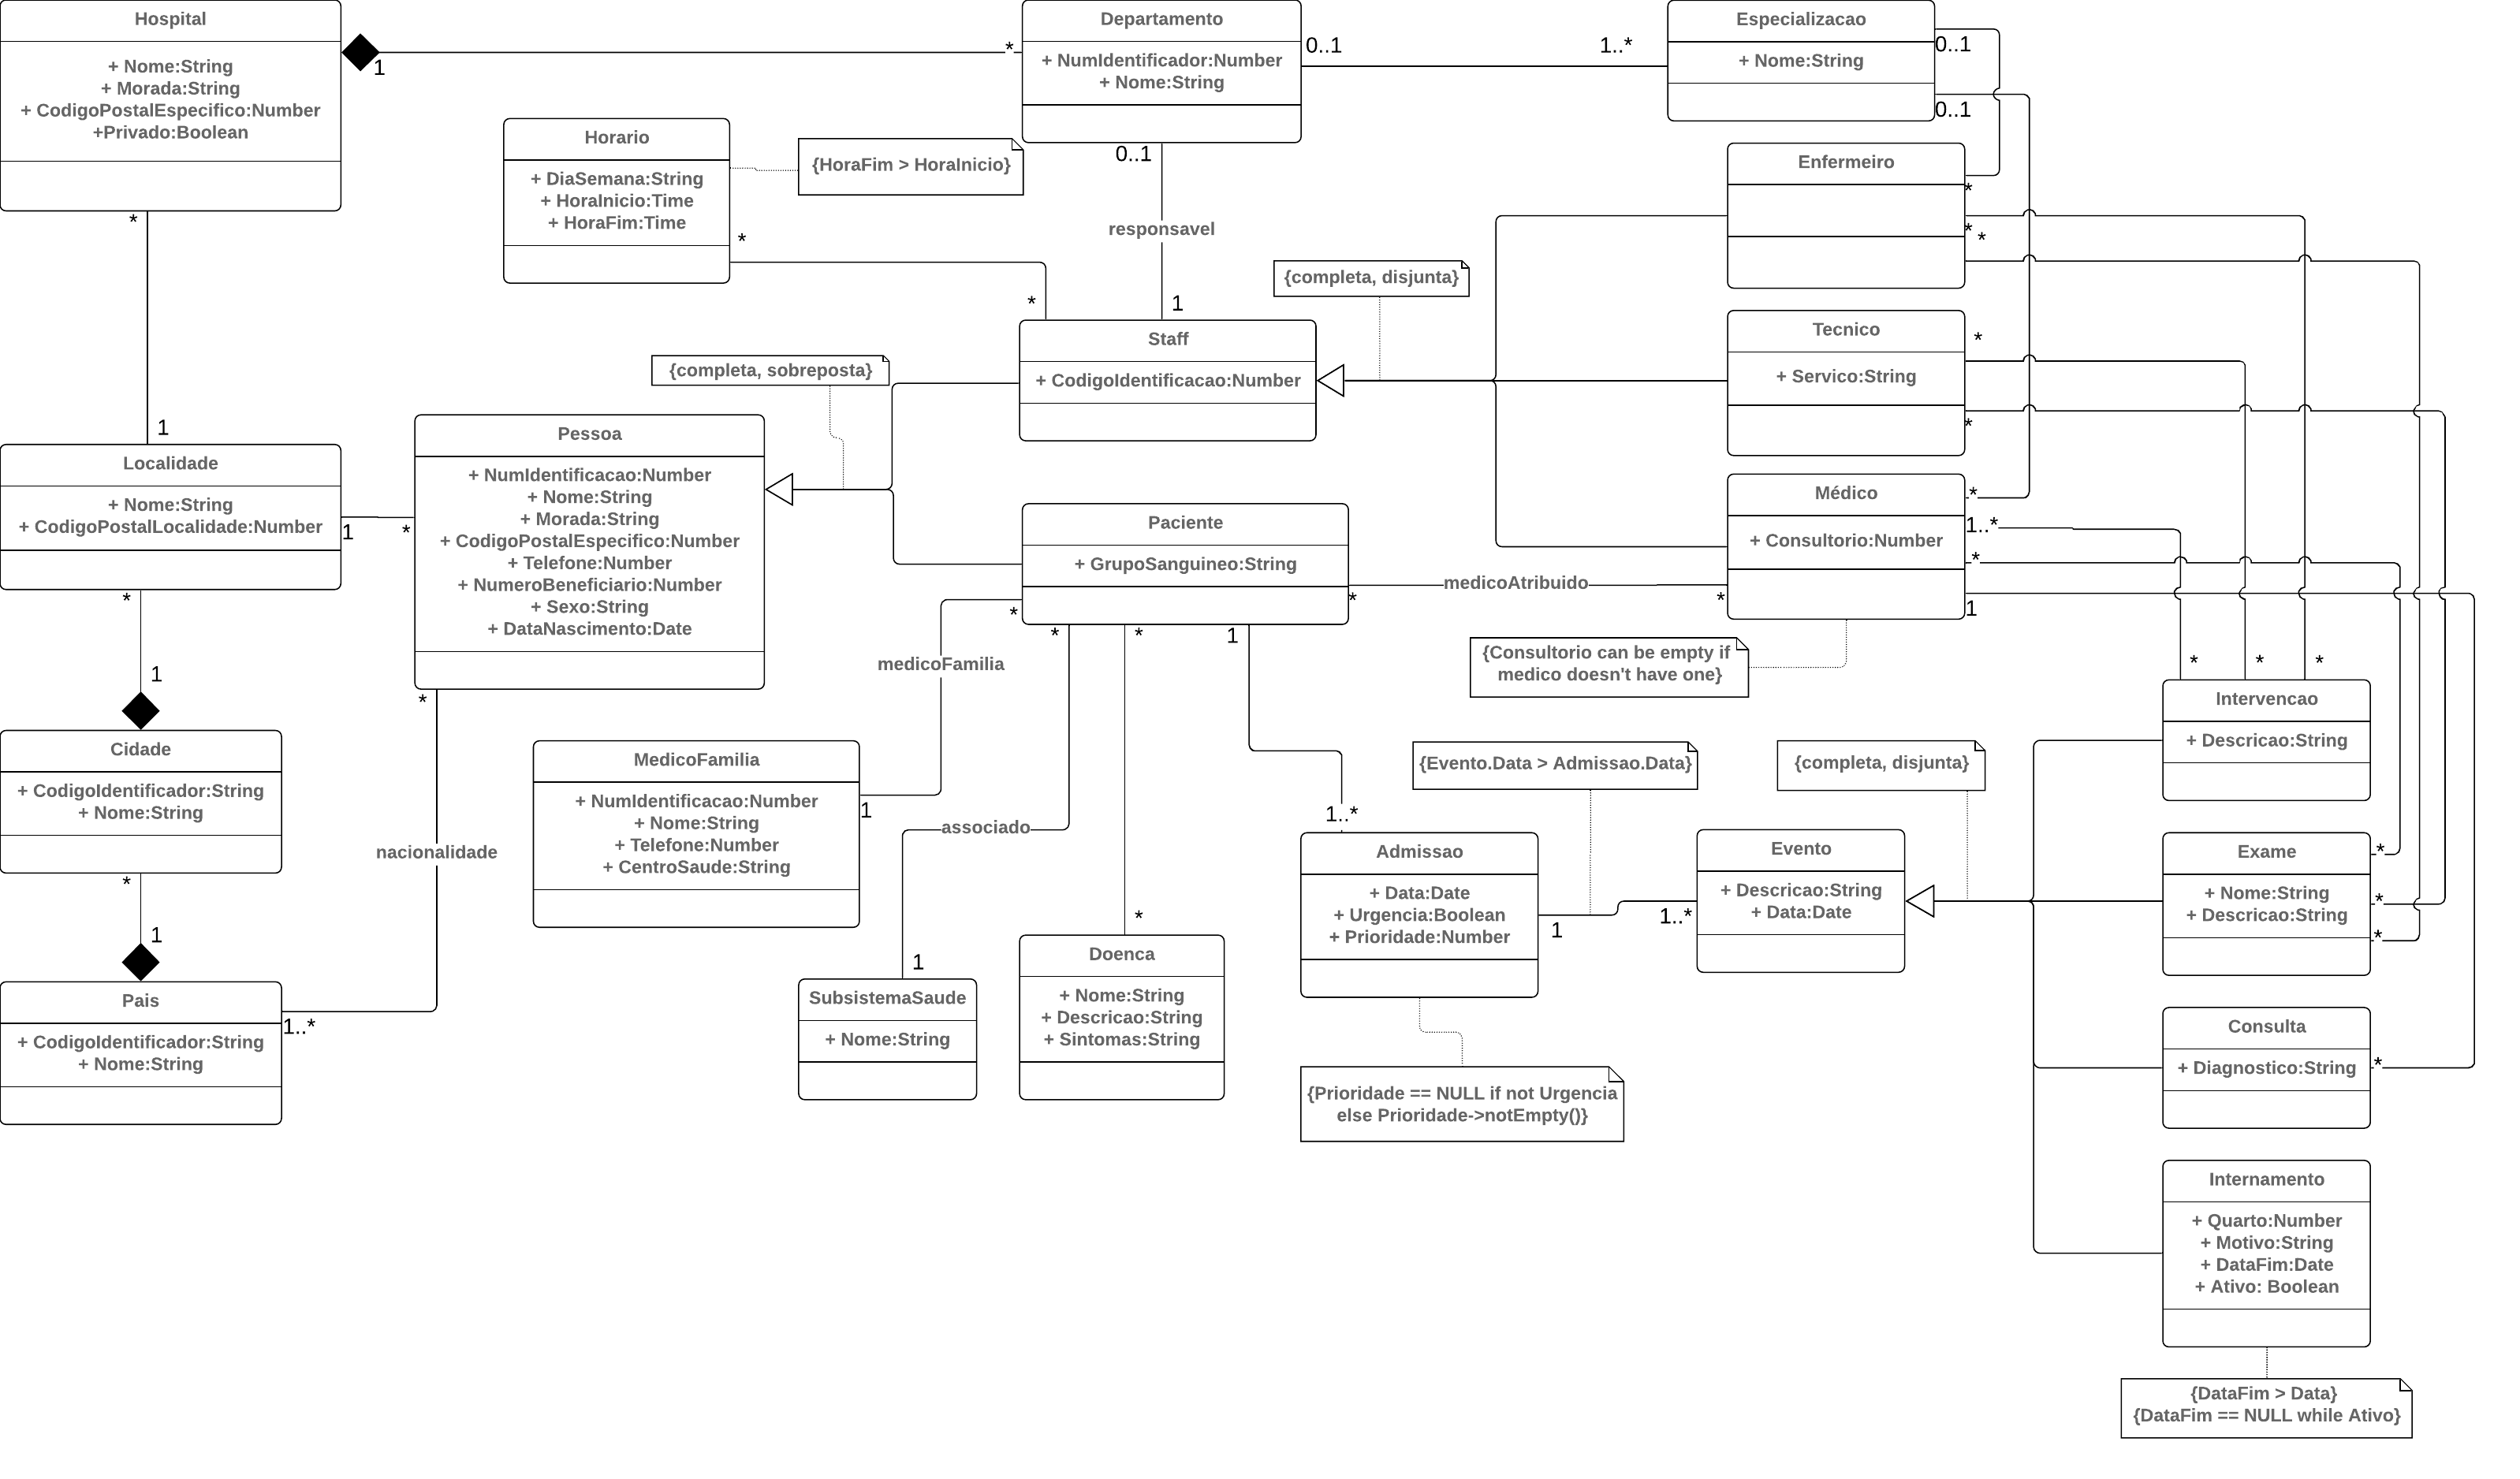 Hospital
+ Nome:String
+ Morada:String
+ CodigoPostalEspecifico:Number
+Privado:Boolean
1
*
*
Departamento
+ NumIdentificador:Number
+ Nome:String
0..1
1..*
0..1
Especializacao
+ Nome:String
0..1
0..1
Horario
+ DiaSemana:String
+ HoraInicio:Time
+ HoraFim:Time
*
{HoraFim > HoraInicio}
responsavel
1
*
{completa, disjunta}
Enfermeiro
*
*
*
Staff
+ CodigoIdentificacao:Number
Tecnico
+ Servico:String
*
*
{completa, sobreposta}
1
Localidade
+ Nome:String
+ CodigoPostalLocalidade:Number
1
*
*
Pessoa
+ NumIdentificacao:Number
+ Nome:String
+ Morada:String
+ CodigoPostalEspecifico:Number
+ Telefone:Number
+ NumeroBeneficiario:Number
+ Sexo:String
+ DataNascimento:Date
*
Paciente
+ GrupoSanguineo:String
*
*
*
1
*
medicoAtribuido
*
Médico
+ Consultorio:Number
*
1..*
*
1
{Consultorio can be empty if
medico doesn't have one}
medicoFamilia
1
Cidade
+ CodigoIdentificador:String
+ Nome:String
*
1
Pais
+ CodigoIdentificador:String
+ Nome:String
1..*
nacionalidade
MedicoFamilia
+ NumIdentificacao:Number
+ Nome:String
+ Telefone:Number
+ CentroSaude:String
1
associado
1
SubsistemaSaude
+ Nome:String
*
Doenca
+ Nome:String
+ Descricao:String
+ Sintomas:String
1..*
Admissao
+ Data:Date
+ Urgencia:Boolean
+ Prioridade:Number
1
{Evento.Data > Admissao.Data}
1..*
{Prioridade == NULL if not Urgencia
else Prioridade->notEmpty()}
Evento
+ Descricao:String
+ Data:Date
{completa, disjunta}
*
*
*
Intervencao
+ Descricao:String
Exame
+ Nome:String
+ Descricao:String
*
*
*
Consulta
+ Diagnostico:String
*
Internamento
+ Quarto:Number
+ Motivo:String
+ DataFim:Date
+ Ativo: Boolean
{DataFim > Data}
{DataFim == NULL while Ativo}